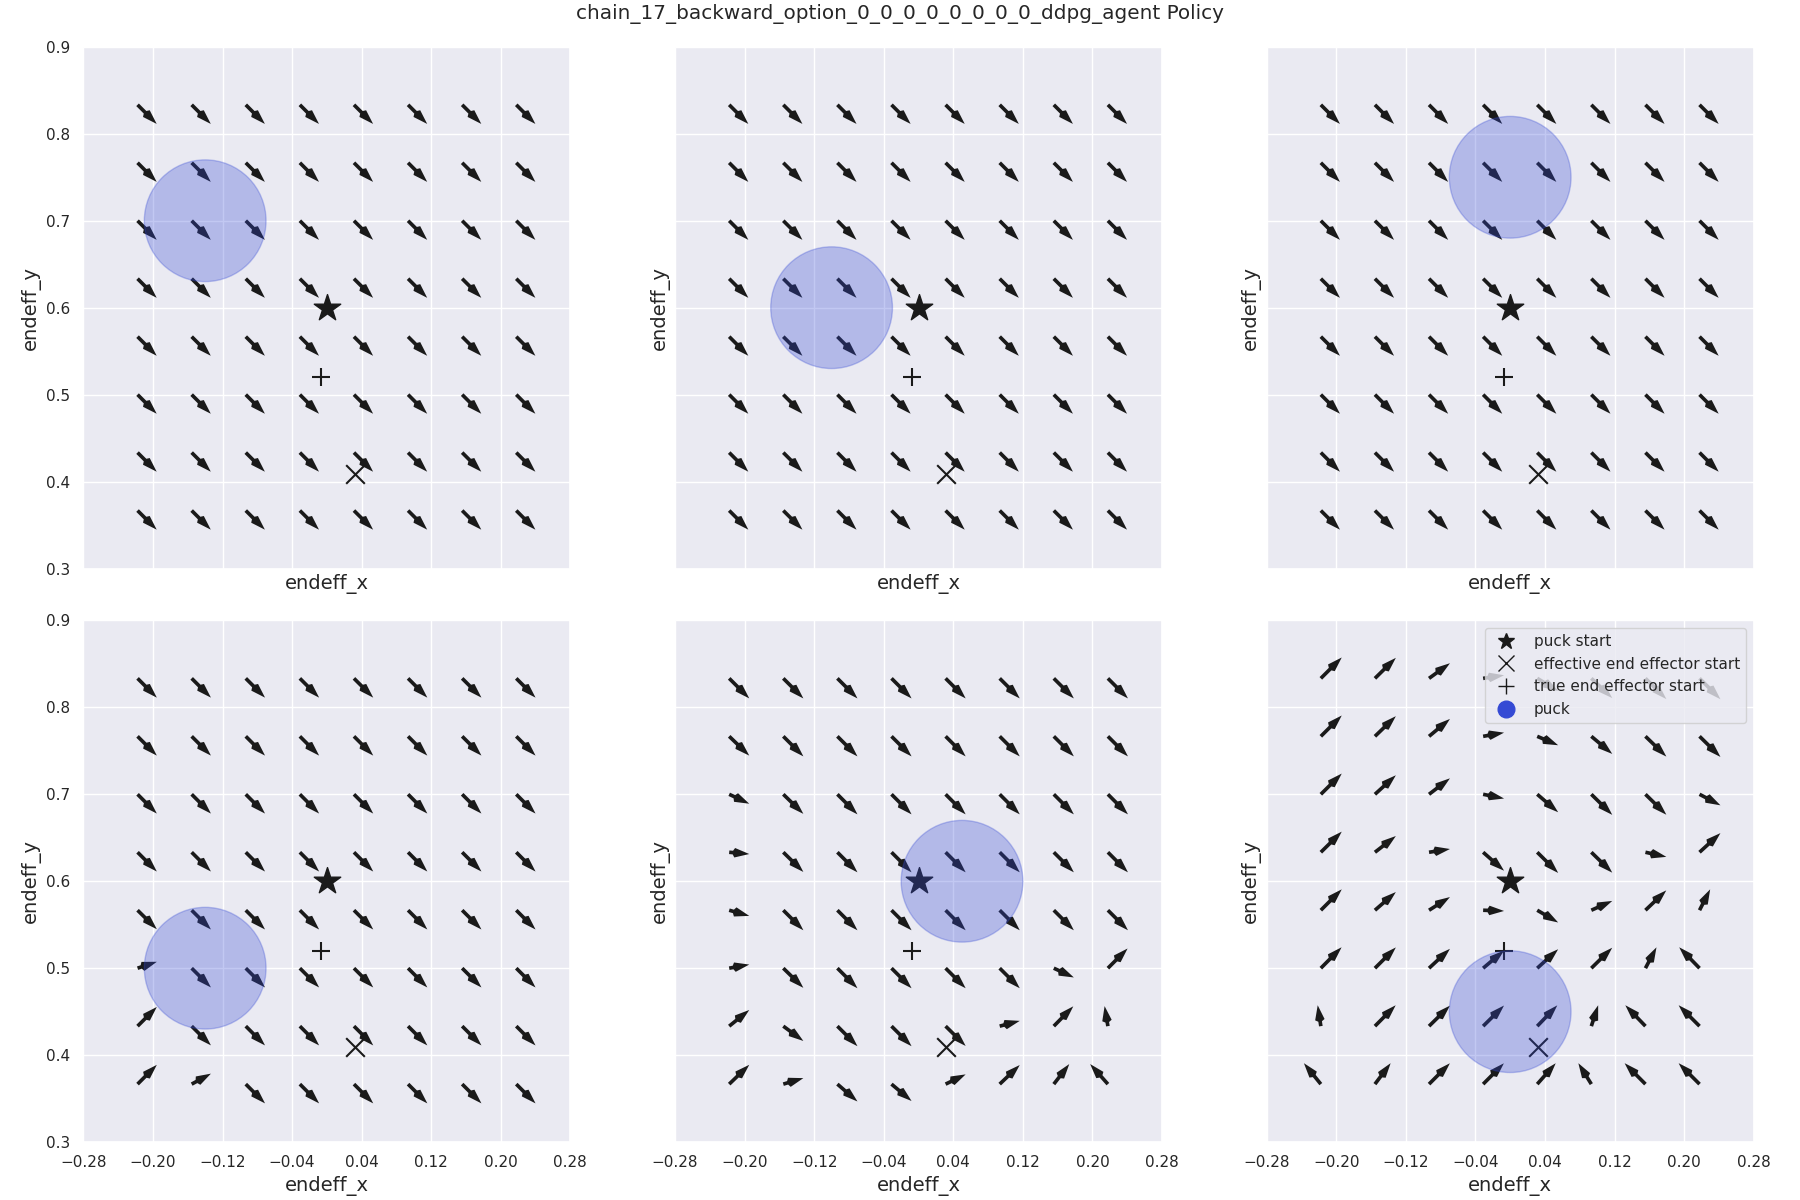 chain_17_backward_option_0_0_0_0_0_0_0_0_ddpg_agent Policy
0.9
0.8
0.7
0.6
0.5
0.4
0.3
endeff_y
endeff_x
endeff_y
endeff_x
endeff_y
endeff_x
0.9
0.8
0.7
0.6
0.5
0.4
0.3
endeff_y
−0.28 −0.20 −0.12 −0.04 0.04 0.12 0.20 0.28
endeff_x
endeff_y
−0.28 −0.20 −0.12 −0.04 0.04 0.12 0.20 0.28
endeff_x
puck start
effective end effector start
true end effector start
puck
endeff_y
−0.28 −0.20 −0.12 −0.04 0.04 0.12 0.20 0.28
endeff_x